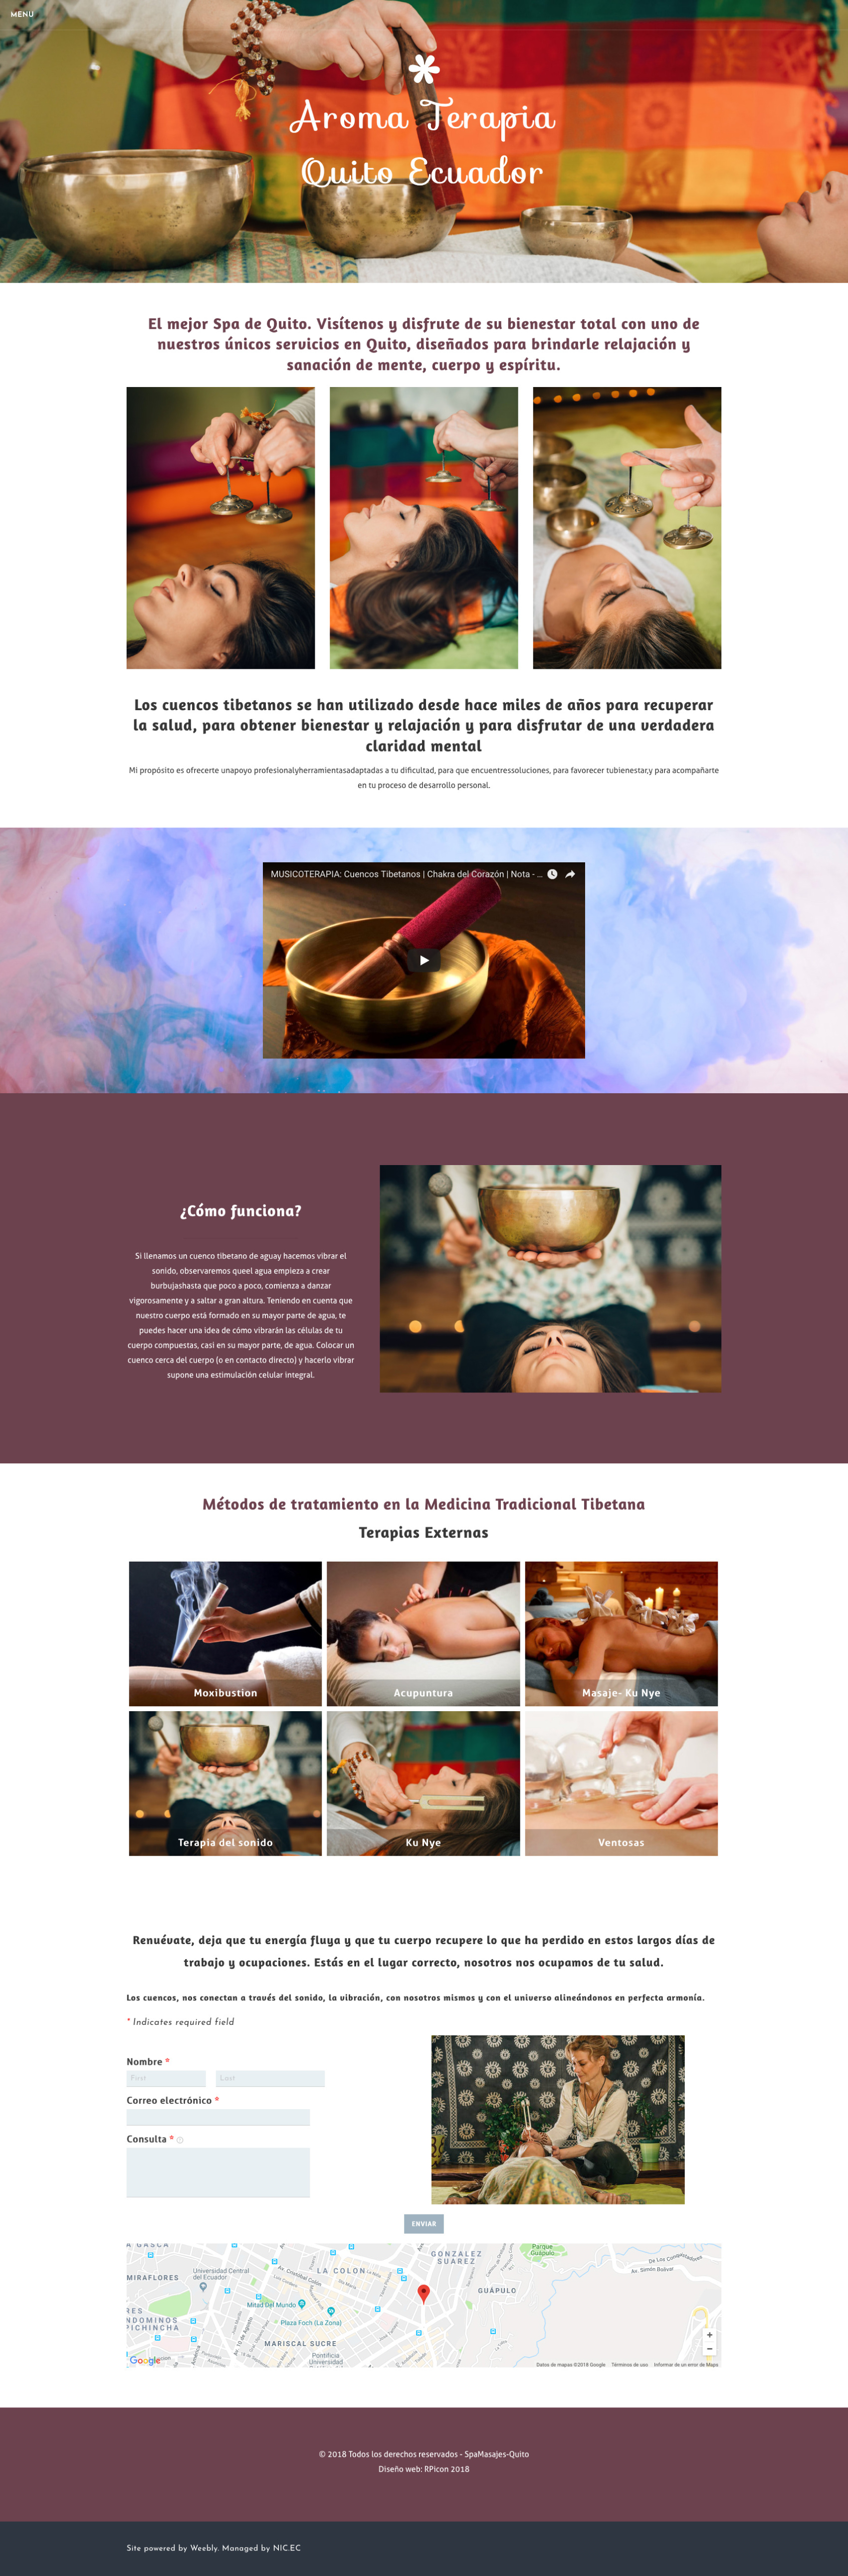 MENU
Aroma Terapia
Quito Ecuador
El mejor Spa de Quito. Visítenos y disfrute de su bienestar total con uno de
nuestros únicos servicios en Quito, diseñados para brindarle relajación y
sanación de mente, cuerpo y espíritu.
Los cuencos tibetanos se han utilizado desde hace miles de años para recuperar
la salud, para obtener bienestar y relajación y para disfrutar de una verdadera
claridad mental
Mi propósito es ofrecerte unapoyo profesionalyherramientasadaptadas a tu dificultad, para que encuentressoluciones, para favorecer tubienestar,y para acompañarte
en tu proceso de desarrollo personal.
MUSICOTERAPIA: Cuencos Tibetanos | Chakra del Corazón | Nota - ...
¿Cómo funciona?
Si llenamos un cuenco tibetano de aguay hacemos vibrar el
sonido, observaremos queel agua empieza a crear
burbujashasta que poco a poco, comienza a danzar
vigorosamente y a saltar a gran altura. Teniendo en cuenta que
nuestro cuerpo está formado en su mayor parte de agua, te
puedes hacer una idea de cómo vibrarán las células de tu
cuerpo compuestas, casi en su mayor parte, de agua. Colocar un
cuenco cerca del cuerpo (o en contacto directo) y hacerlo vibrar
supone una estimulación celular integral.
Métodos de tratamiento en la Medicina Tradicional Tibetana
Terapias Externas
Moxibustion
Acupuntura
Masaje- Ku Nye
Terapia del sonido
Ku Nye
Ventosas
Renuévate, deja que tu energía fluya y que tu cuerpo recupere lo que ha perdido en estos largos días de
trabajo y ocupaciones. Estás en el lugar correcto, nosotros nos ocupamos de tu salud.
Los cuencos, nos conectan a través del sonido, la vibración, con nosotros mismos y con el universo alineándonos en perfecta armonía.
* Indicates required field
Nombre *
First
Last
Correo electrónico *
Consulta *
ENVIAR
A GASCA
GONZALEZ
SUAREZ
Parque
Guápulo
De Los Conquistadores
Av. Simón Bolívar
MIRAFLORES
Universidad Central
del Ecuador
LA COLON
Av. Cristóbal Colón
GUÁPULO
Mitad Del Mundo
Plaza Foch (La Zona)
RES
NDOMINOS
PICHINCHA
MARISCAL SUCRE
Pontificia
Universidad
Google
Datos de mapas ©2018 Google
Términos de uso
Informar de un error de Maps
© 2018 Todos los derechos reservados - SpaMasajes-Quito
Diseño web: RPicon 2018
Site powered by Weebly. Managed by NIC.EC